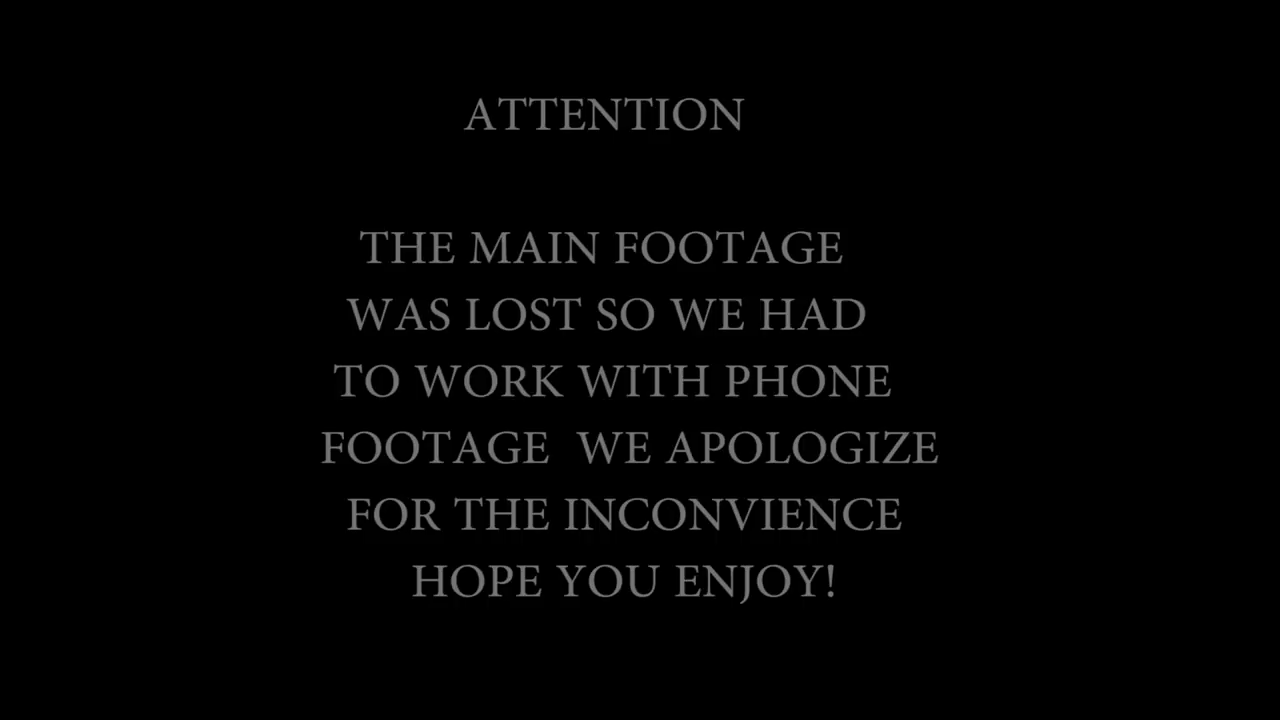 ATTENTION
THE MAIN FOOTAGE
WAS LOST SO WE HAD
TO WORK WITH PHONE
FOOTAGE  WE APOLOGIZE
FOR THE INCONVIENCE
HOPE YOU ENJOY!